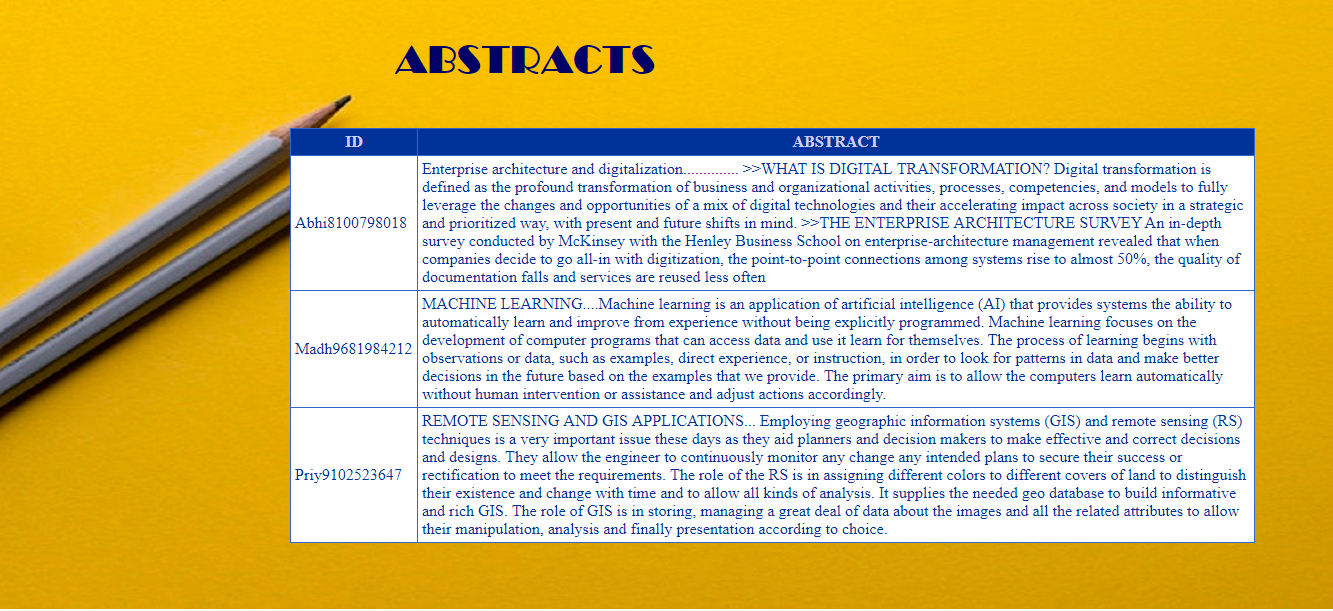 ABSTRACTS
ID ABSTRACT
Enterprise architecture and digitalization.............. >>WHAT IS DIGITAL TRANSFORMATION? Digital transformation is
defined as the profound transformation of business and organizational activities, processes, competencies, and models to fully
leverage the changes and opportunities of a mix of digital technologies and their accelerating impact across society in a strategic
Abhi8100798018 and prioritized way, with present and future shifts in mind. >>THE ENTERPRISE ARCHITECTURE SURVEY An in-depth
survey conducted by McKinsey with the Henley Business School on enterprise-architecture management revealed that when
companies decide to go all-in with digitization, the point-to-point connections among systems rise to almost 50%, the quality of
documentation falls and services are reused less often
MACHINE LEARNING....Machine learning is an application of artificial intelligence (AI) that provides systems the ability to
automatically learn and improve from experience without being explicitly programmed. Machine learning focuses on the
development of computer programs that can access data and use it learn for themselves. The process of learning begins with
Madh9681984212 observations or data, such as examples, direct experience, or instruction, in order to look for patterns in data and make better
decisions in the future based on the examples that we provide. The primary aim is to allow the computers learn automatically
without human intervention or assistance and adjust actions accordingly.
REMOTE SENSING AND GIS APPLICATIONS... Employing geographic information systems (GIS) and remote sensing (RS)
techniques is a very important issue these days as they aid planners and decision makers to make effective and correct decisions
and designs. They allow the engineer to continuously monitor any change any intended plans to secure their success or
Priy9102523647 rectification to meet the requirements. The role of the RS is in assigning different colors to different covers of land to distinguish
their existence and change with time and to allow all kinds of analysis. It supplies the needed geo database to build informative
and rich GIS. The role of GIS is in storing, managing a great deal of data about the images and all the related attributes to allow
their manipulation, analysis and finally presentation according to choice.